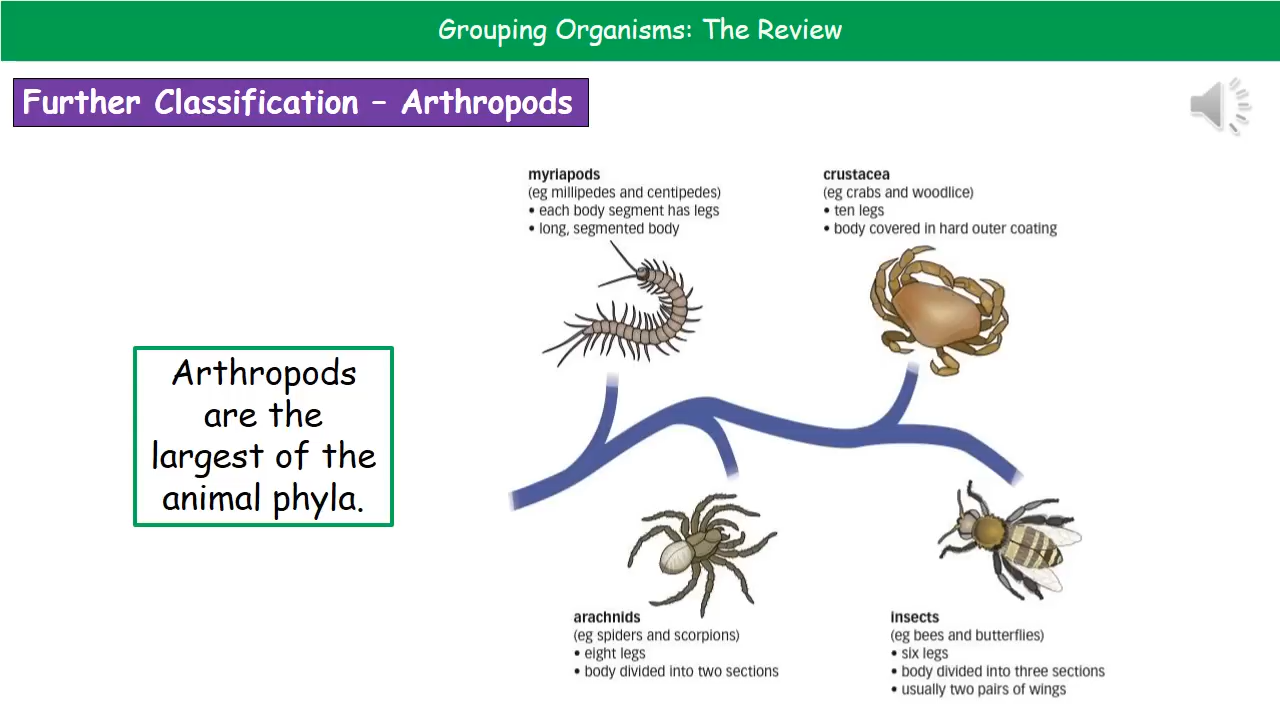 Grouping Organisms: The Review
Further Classification – Arthropods
myriapods
(eg millipedes and centipedes)
• each body segment has legs
• long, segmented body
crustacea
(eg crabs and woodlice)
• ten legs
• body covered in hard outer coating
Arthropods
are the
largest of the
animal phyla.
arachnids
(eg spiders and scorpions)
• eight legs
• body divided into two sections
insects
(eg bees and butterflies)
• six legs
• body divided into three sections
• usually two pairs of wings